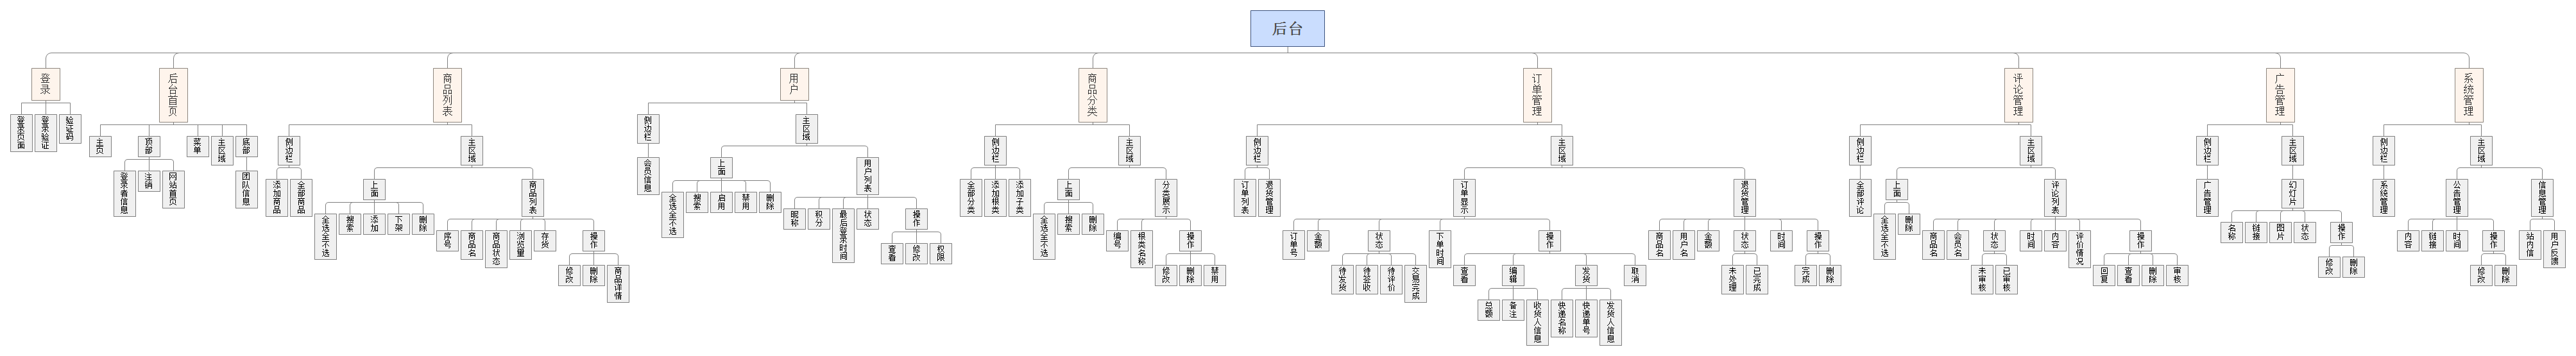 后台
登录
后台首页
商品列表
用户
商品分类
订单管理
评论管理
广告管理
系统管理
登录页面
登录验证
验证码
主页
顶部
菜单
主区域
底部
登录者信息
注销
网站首页
团队信息
侧边栏
主区域
添加商品
全部商品
上面
商品列表
全选全不选
搜索
添加
下架
删除
序号
商品名
商品状态
浏览量
存货
操作
修改
删除
商品详情
侧边栏
主区域
会员信息
上面
用户列表
全选全不选
搜索
启用
禁用
删除
昵称
积分
最后登录时间
状态
操作
查看
修改
权限
侧边栏
主区域
全部分类
添加根类
添加子类
上面
分类展示
全选全不选
搜索
删除
编号
根类名称
操作
修改
删除
禁用
侧边栏
主区域
订单列表
退货管理
订单显示
退货管理
订单号
金额
状态
下单时间
操作
待发货
待签收
待评价
交易完成
查看
编辑
发货
取消
总额
备注
收货人信息
快递名称
快递单号
发货人信息
商品名
用户名
金额
状态
时间
操作
未处理
已完成
完成
删除
侧边栏
主区域
全部评论
上面
评论列表
全选全不选
删除
商品名
会员名
状态
时间
内容
评价情况
操作
未审核
已审核
回复
查看
删除
审核
侧边栏
主区域
广告管理
幻灯片
名称
链接
图片
状态
操作
修改
删除
侧边栏
主区域
系统管理
公告管理
信息管理
内容
链接
时间
操作
修改
删除
站内信
用户反馈